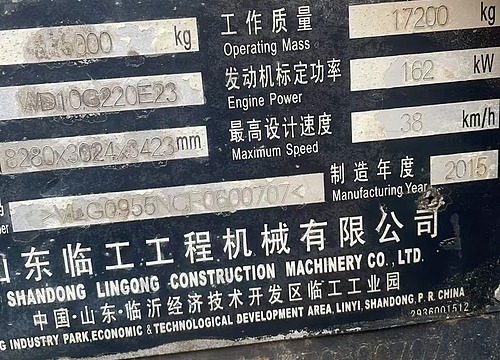 kg 工作质量 Operating Mass 17200 kg
WD10G220E23 发动机标定功率 Engine Power 162 kW
8280x3024x3423 mm 最高设计速度 Maximum Speed 38 km/h
制造年度 Manufacturing Year 2015
山东临工工程机械有限公司
SHANDONG LINGONG CONSTRUCTION MACHINERY CO., LTD.
中国·山东·临沂经济技术开发区临工工业园
INDUSTRY PARK, ECONOMIC & TECHNOLOGICAL DEVELOPMENT AREA, LINYI, SHANDONG, P. R. CHINA
2936001512